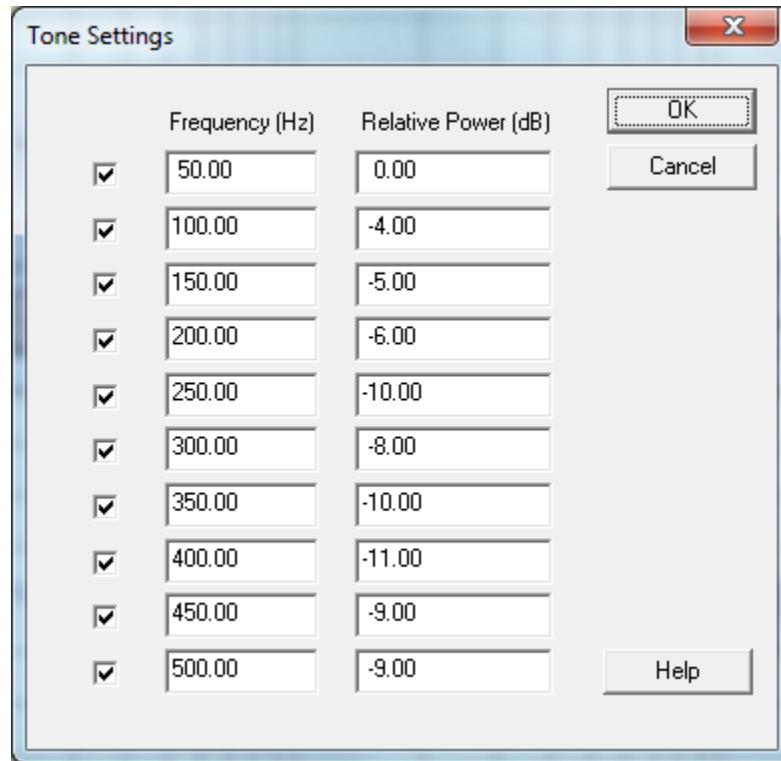 Tone Settings
Frequency (Hz) Relative Power (dB) OK
50.00 0.00 Cancel
100.00 -4.00
150.00 -5.00
200.00 -6.00
250.00 -10.00
300.00 -8.00
350.00 -10.00
400.00 -11.00
450.00 -9.00
500.00 -9.00 Help